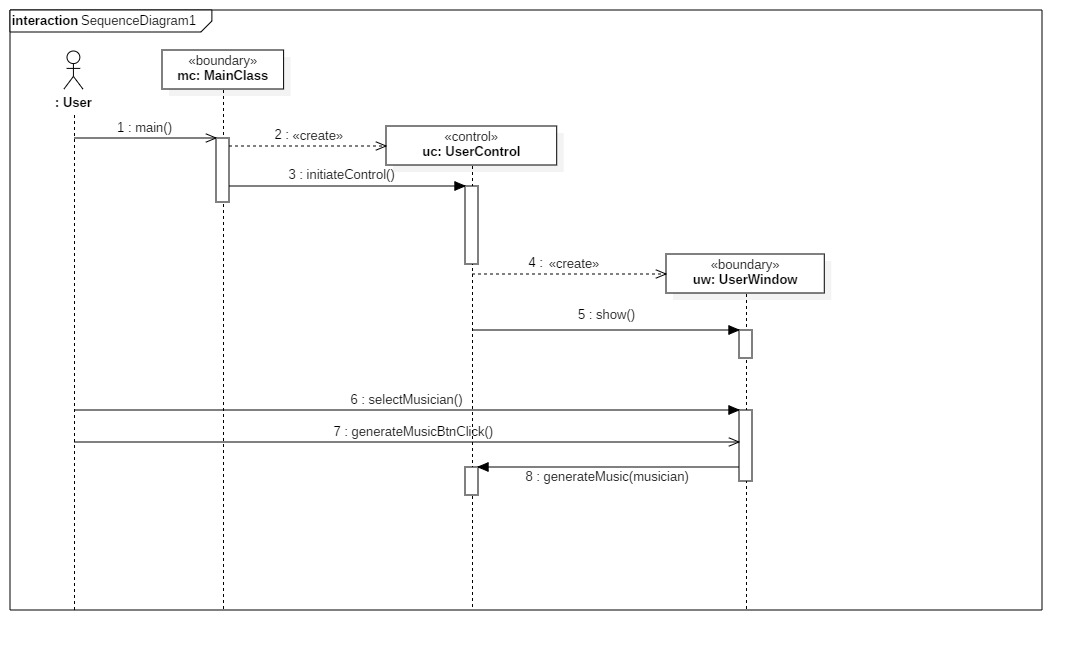 interaction SequenceDiagram1
«boundary»
mc: MainClass
: User
1 : main()
2 : «create»
«control»
uc: UserControl
3 : initiateControl()
4 : «create»
«boundary»
uw: UserWindow
5 : show()
6 : selectMusician()
7 : generateMusicBtnClick()
8 : generateMusic(musician)